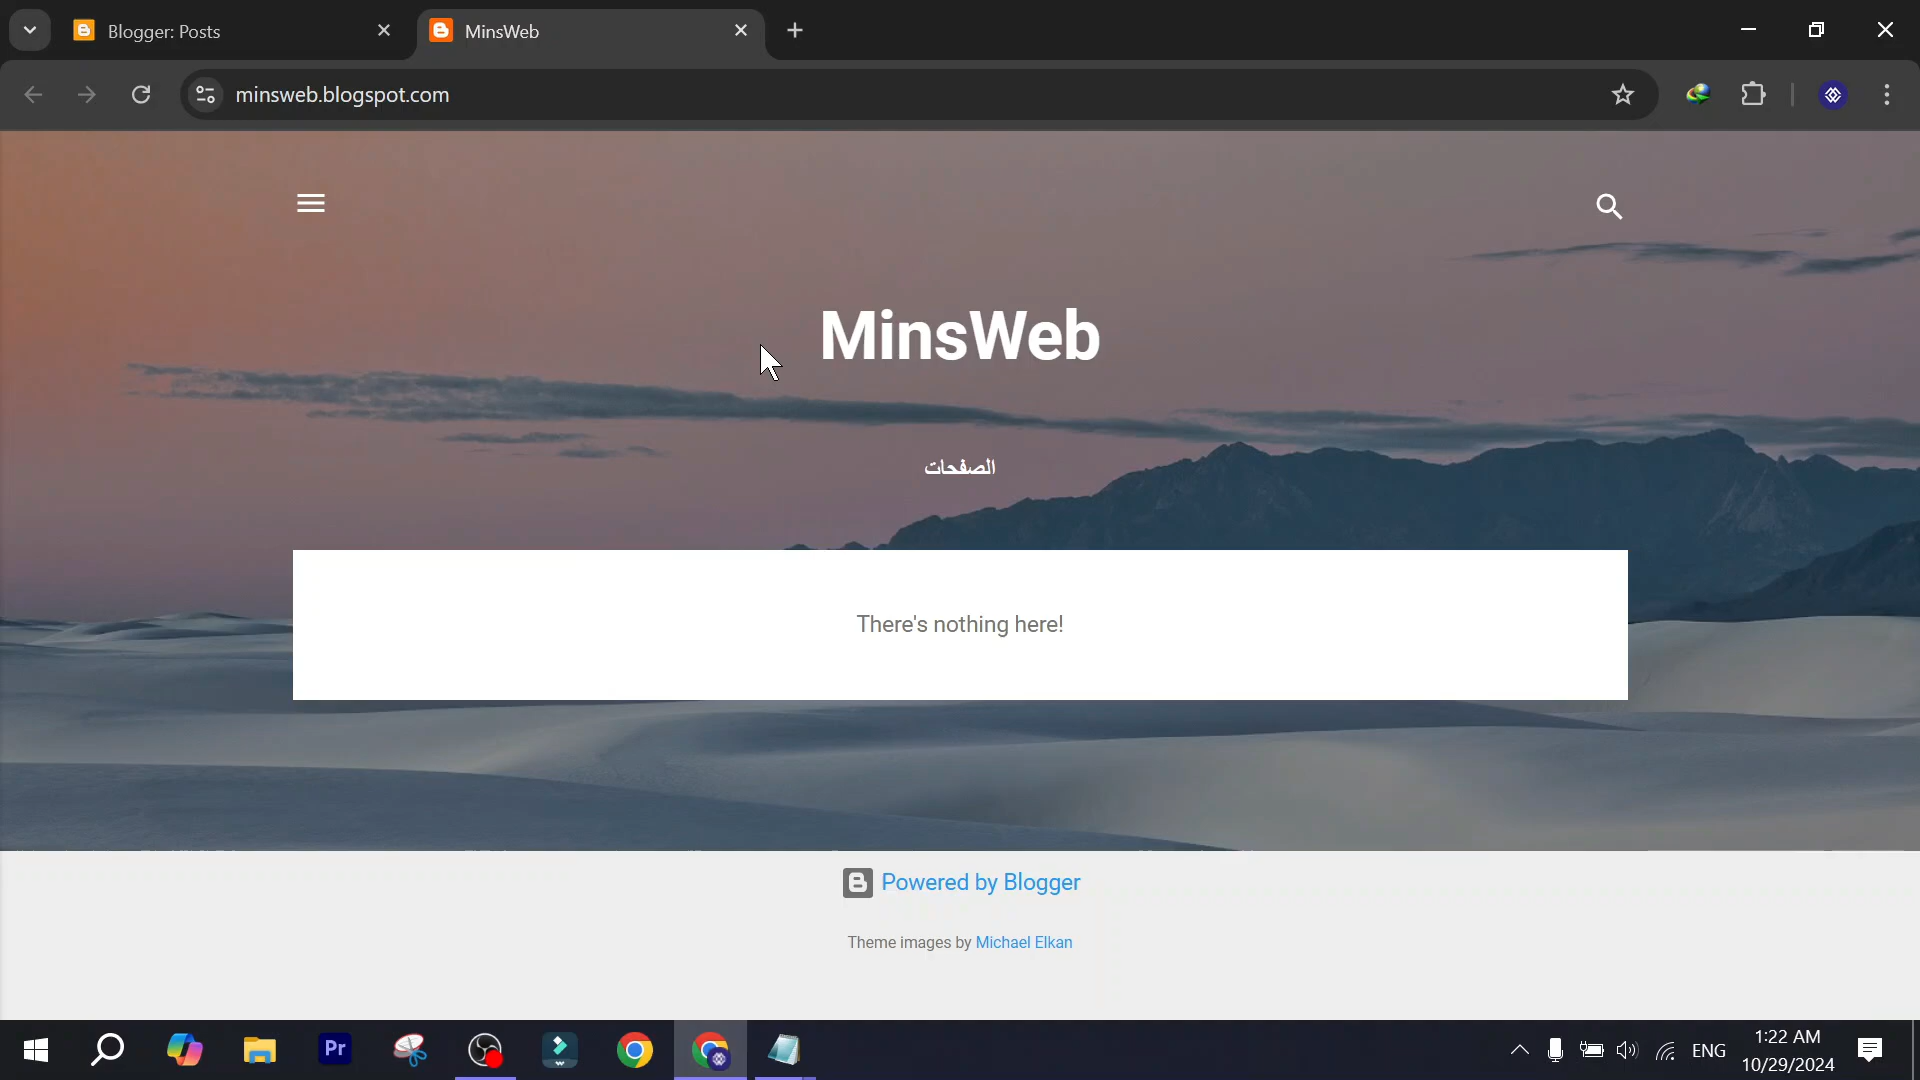 Blogger: Posts
MinsWeb
minsweb.blogspot.com
MinsWeb
الصفحات
There's nothing here!
Powered by Blogger
Theme images by Michael Elkan
Pr
ENG
1:22 AM
10/29/2024